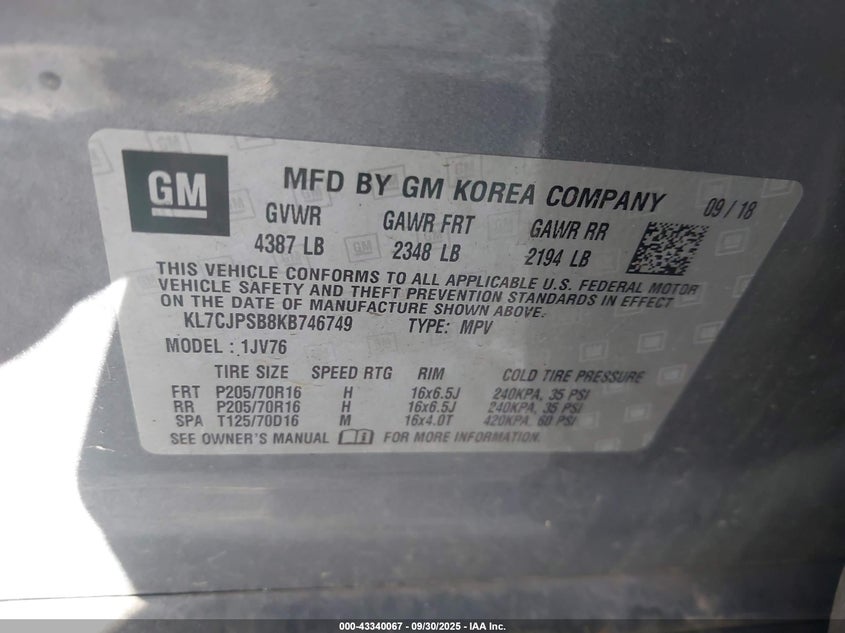 GM
MFD BY GM KOREA COMPANY 09/18
GVWR GAWR FRT GAWR RR
4387 LB 2348 LB 2194 LB
THIS VEHICLE CONFORMS TO ALL APPLICABLE U.S. FEDERAL MOTOR
VEHICLE SAFETY AND THEFT PREVENTION STANDARDS IN EFFECT
ON THE DATE OF MANUFACTURE SHOWN ABOVE.
KL7CJPSB8KB746749 TYPE: MPV
MODEL : 1JV76
TIRE SIZE SPEED RTG RIM COLD TIRE PRESSURE
FRT P205/70R16 H 16x6.5J 240KPA, 35 PSI
RR P205/70R16 H 16x6.5J 240KPA, 35 PSI
SPA T125/70D16 M 16x4.0T 420KPA, 60 PSI
SEE OWNER'S MANUAL FOR MORE INFORMATION.
000-43340067 - 09/30/2025 - IAA Inc.